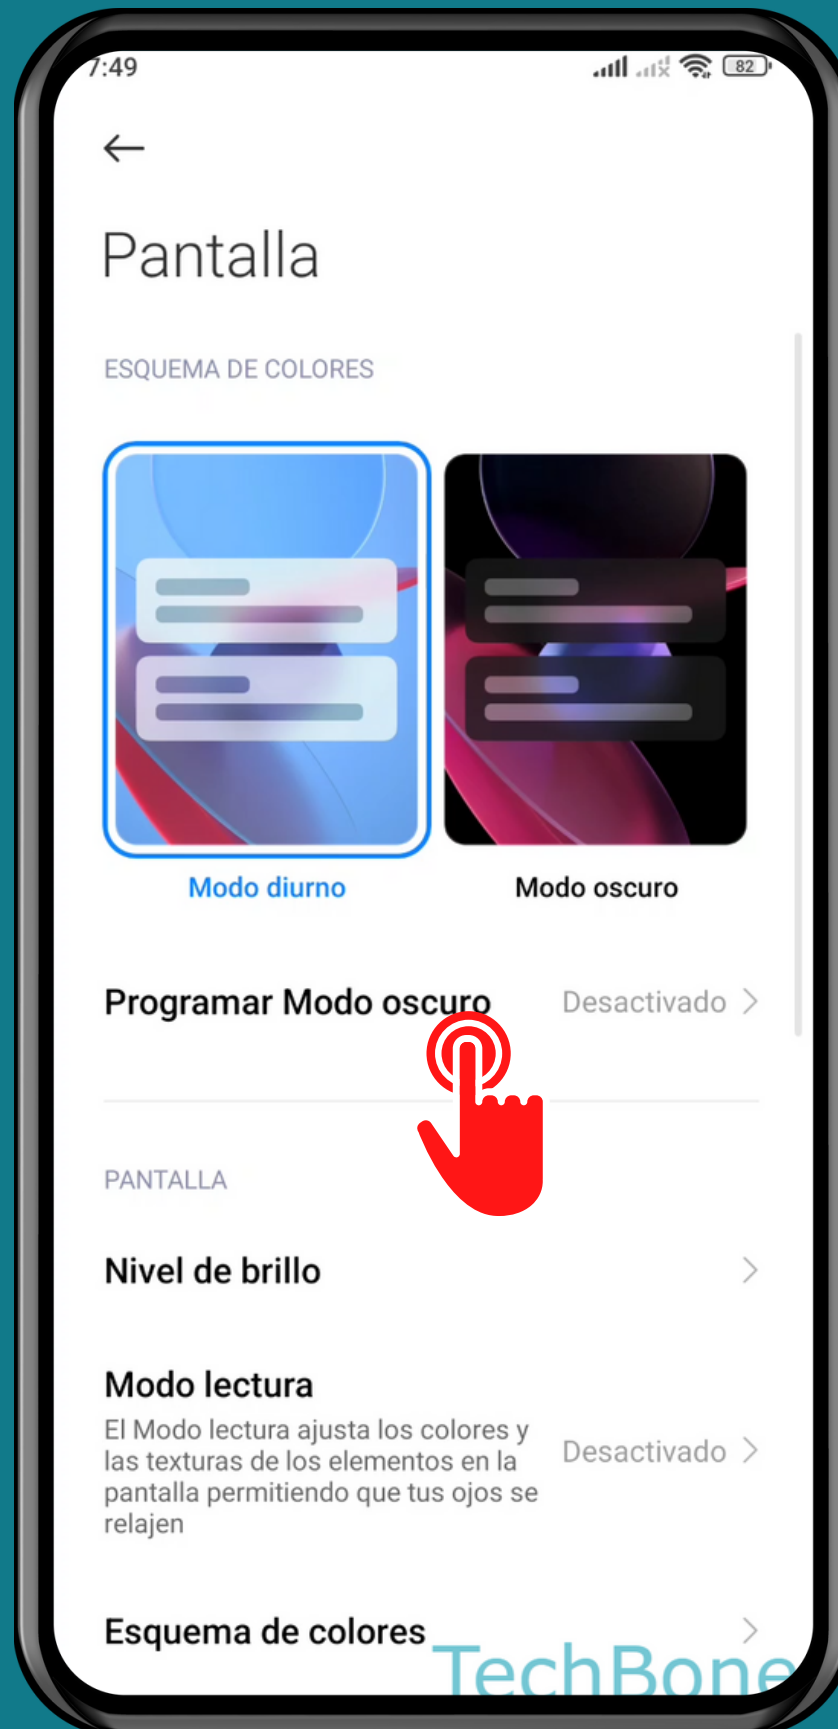 7:49
82
Pantalla
ESQUEMA DE COLORES
Modo diurno
Modo oscuro
Programar Modo oscuro
Desactivado
PANTALLA
Nivel de brillo
Modo lectura
El Modo lectura ajusta los colores y
las texturas de los elementos en la
pantalla permitiendo que tus ojos se
relajen
Desactivado
Esquema de colores
TechBone